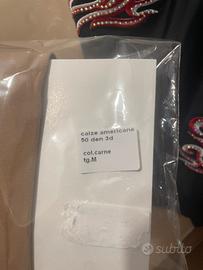 calze americane
50 den 3d
col.carne
tg.M
subito